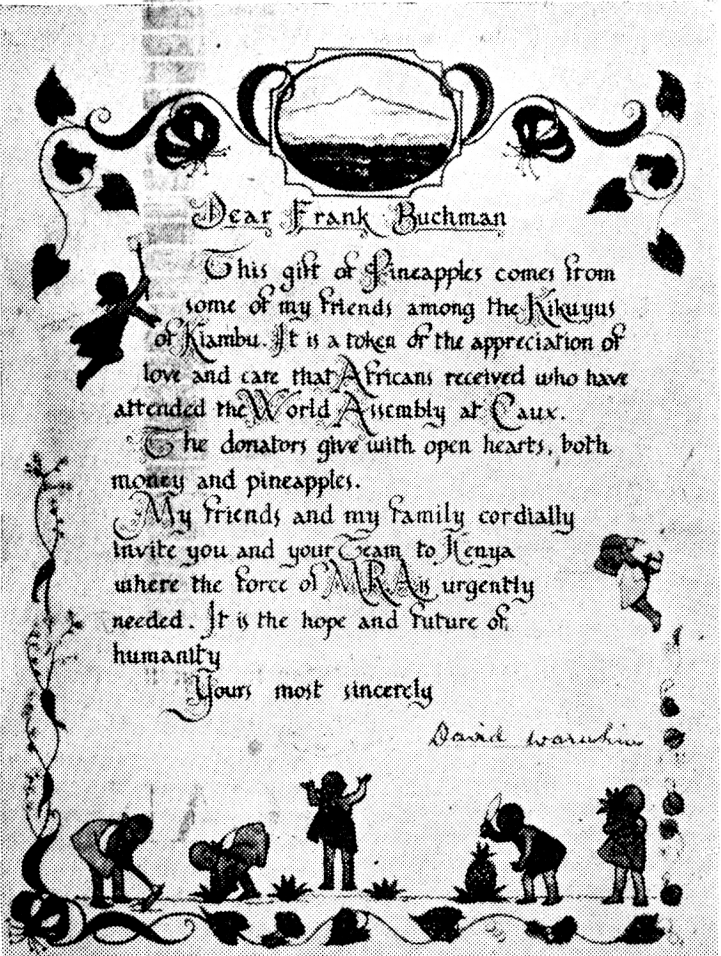 Dear Frank Buchman
This gift of Pineapples comes from
some of my friends among the Kikuyus
of Kiambu. It is a token of the appreciation of
love and care that Africans received who have
attended the World Assembly at Caux.
The donators give with open hearts, both
money and pineapples.
My friends and my family cordially
invite you and your Team to Kenya
where the force of M.R.A is urgently
needed. It is the hope and future of
humanity
Yours most sincerely
David